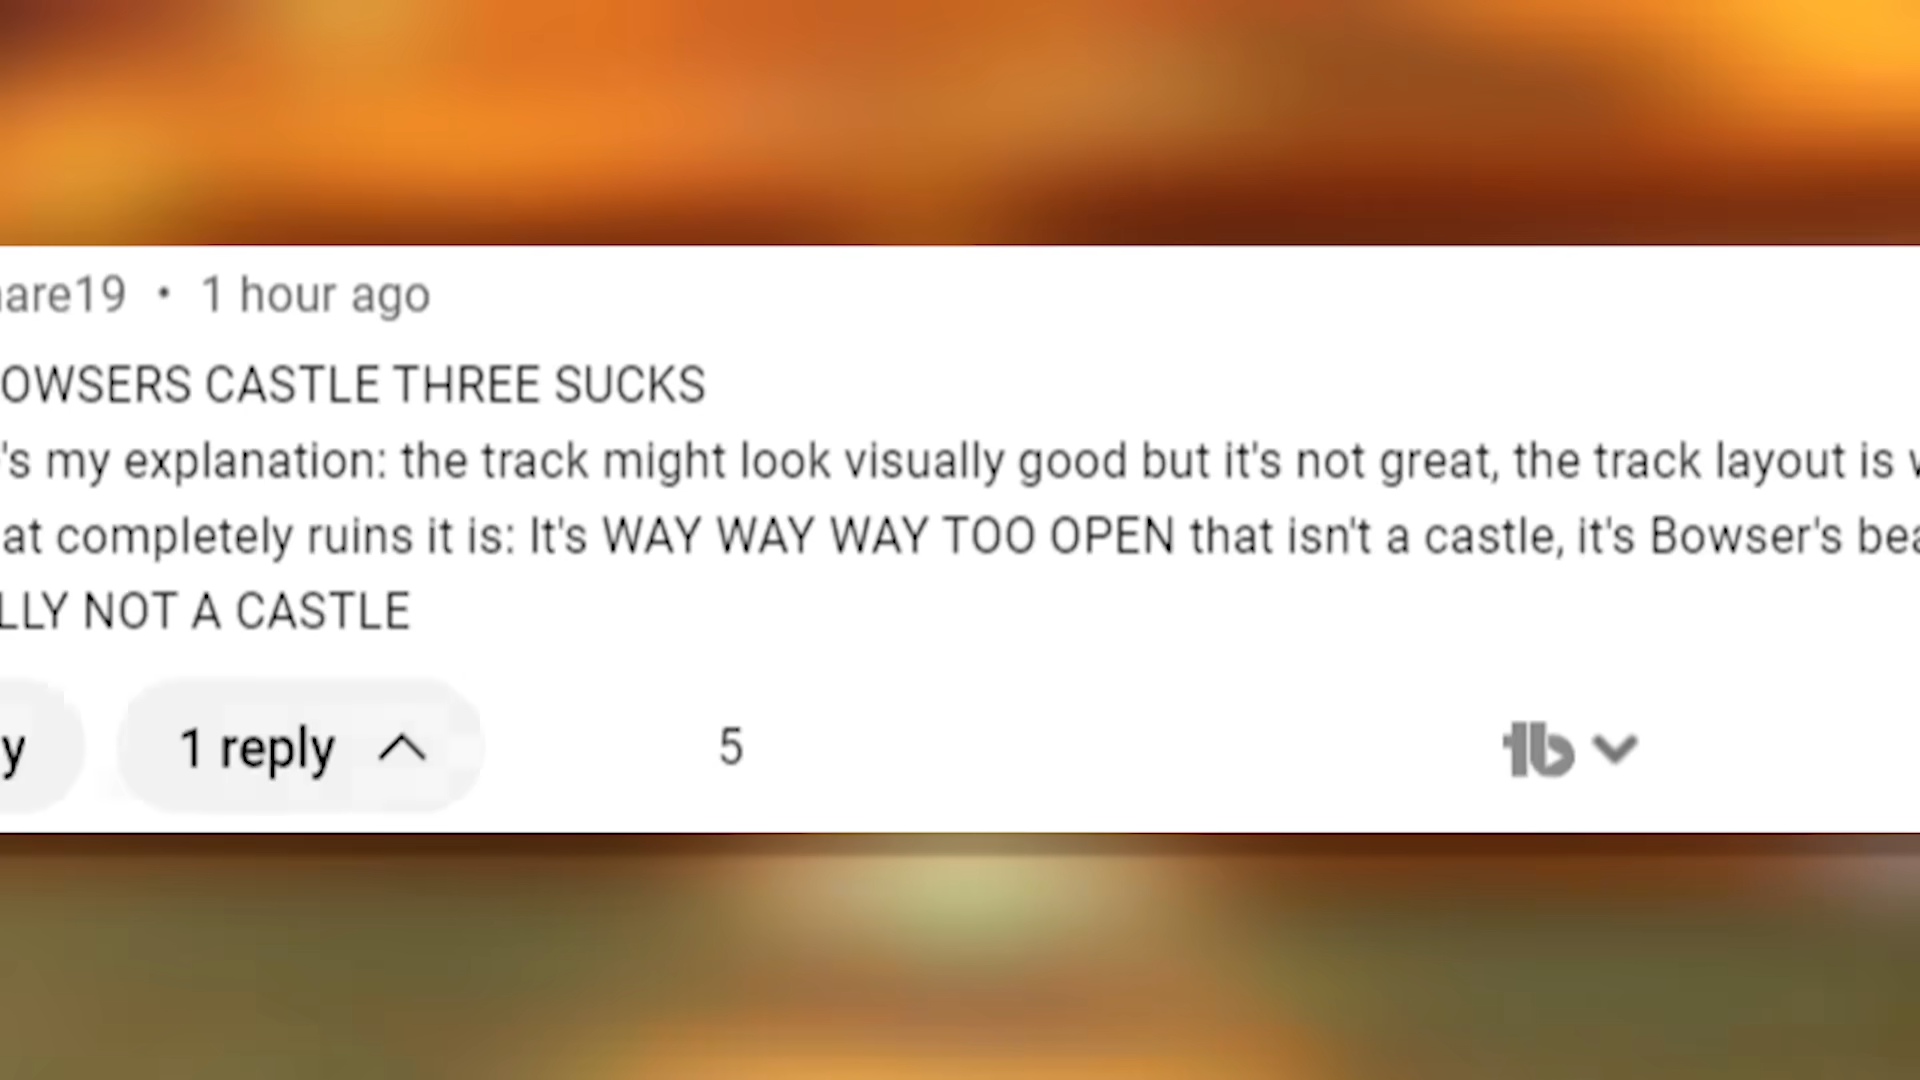 are19 • 1 hour ago
OWSERS CASTLE THREE SUCKS
's my explanation: the track might look visually good but it's not great, the track layout is
at completely ruins it is: It's WAY WAY WAY TOO OPEN that isn't a castle, it's Bowser's bea
LLY NOT A CASTLE
y
1 reply
5
tb